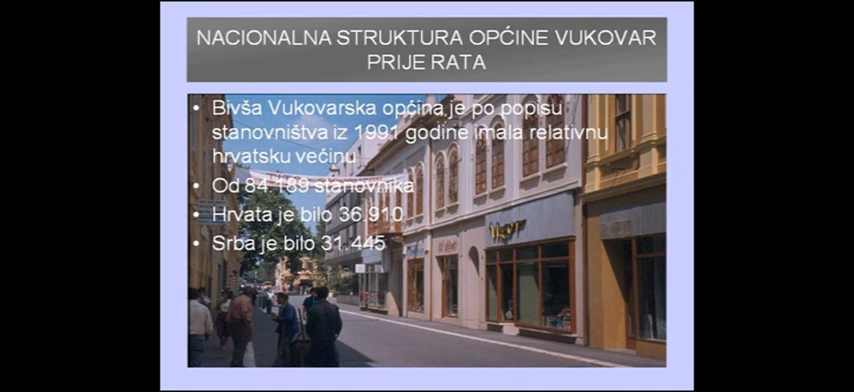 NACIONALNA STRUKTURA OPĆINE VUKOVAR
PRIJE RATA
• Bivša Vukovarska općina je po popisu
stanovništva iz 1991 godine imala relativnu
hrvatsku većinu
• Od 84.189 stanovnika
• Hrvata je bilo 36.910
• Srba je bilo 31.445